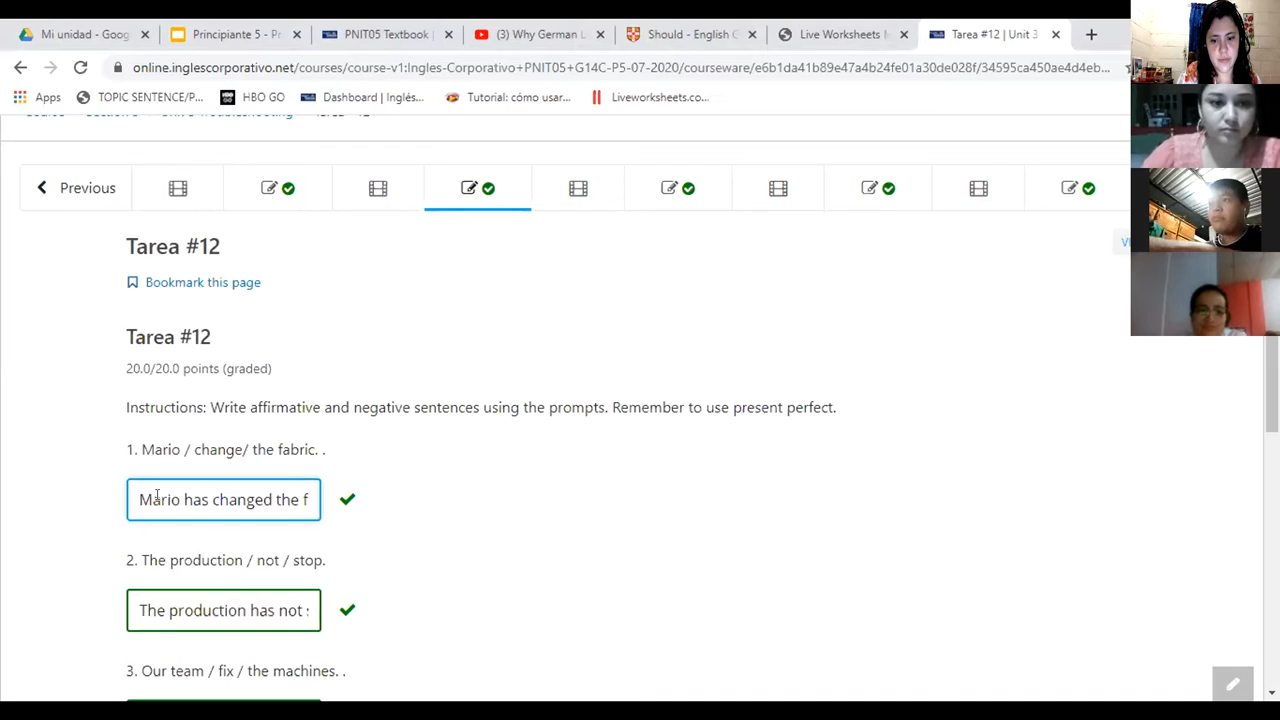 Mi unidad - Goog
Principiante 5 - Pr
PNIT05 Textbook
(3) Why German L
Should - English G
Live Worksheets
Tarea #12 | Unit 3
online.inglescorporativo.net/courses/course-v1:Ingles-Corporativo+PNIT05+G14C-P5-07-2020/courseware/e6b1da41b89e47a4b24fe01a30de028f/34595ca450ae4d4eb...
Apps
TOPIC SENTENCE/P...
HBO GO
Dashboard | Inglés...
Tutorial: cómo usar...
Liveworksheets.co...
Previous
Tarea #12
Bookmark this page
Tarea #12
20.0/20.0 points (graded)
Instructions: Write affirmative and negative sentences using the prompts. Remember to use present perfect.
1. Mario / change/ the fabric. .
Mario has changed the f
2. The production / not / stop.
The production has not
3. Our team / fix / the machines. .